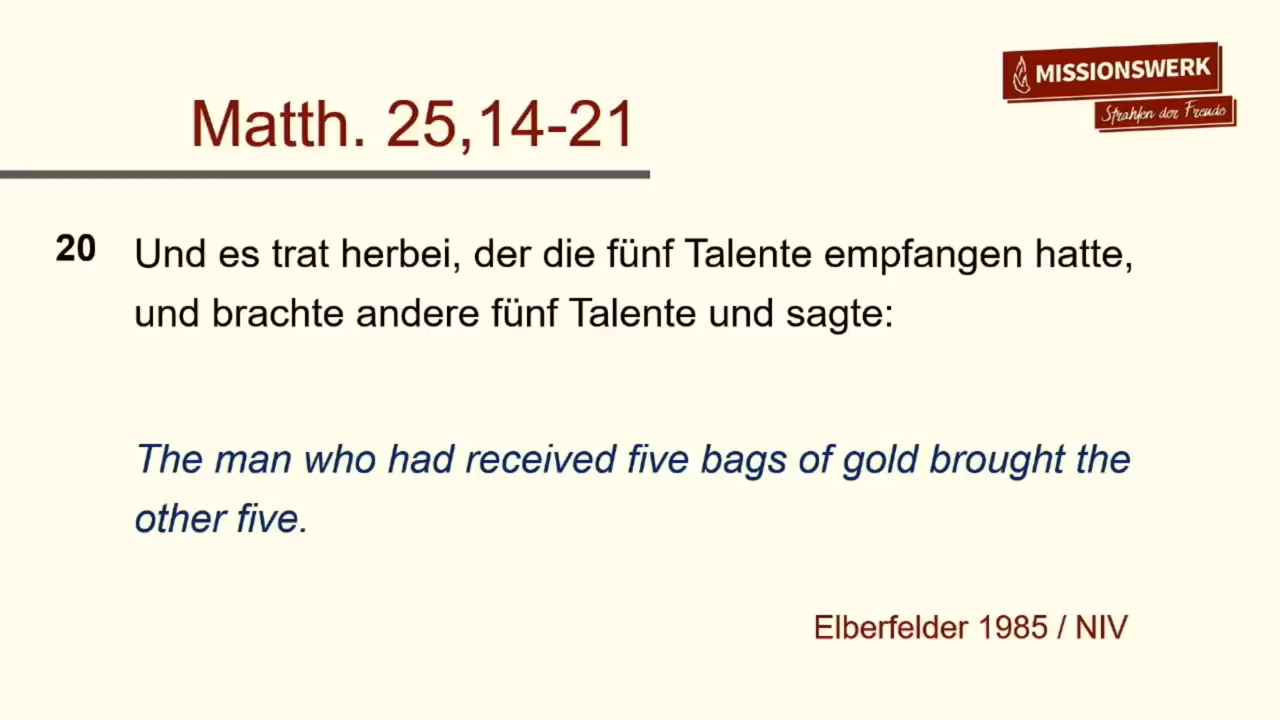 MISSIONSWERK
Strahlen der Freude
Matth. 25,14-21
20 Und es trat herbei, der die fünf Talente empfangen hatte,
und brachte andere fünf Talente und sagte:
The man who had received five bags of gold brought the
other five.
Elberfelder 1985 / NIV